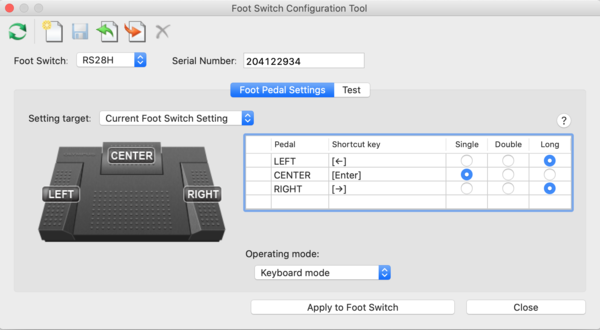 Foot Switch Configuration Tool
Foot Switch: RS28H Serial Number: 204122934
Foot Pedal Settings Test
Setting target: Current Foot Switch Setting ?
Pedal Shortcut key Single Double Long
LEFT [←]
CENTER [Enter]
RIGHT [→]
CENTER
LEFT RIGHT
Operating mode:
Keyboard mode
Apply to Foot Switch Close